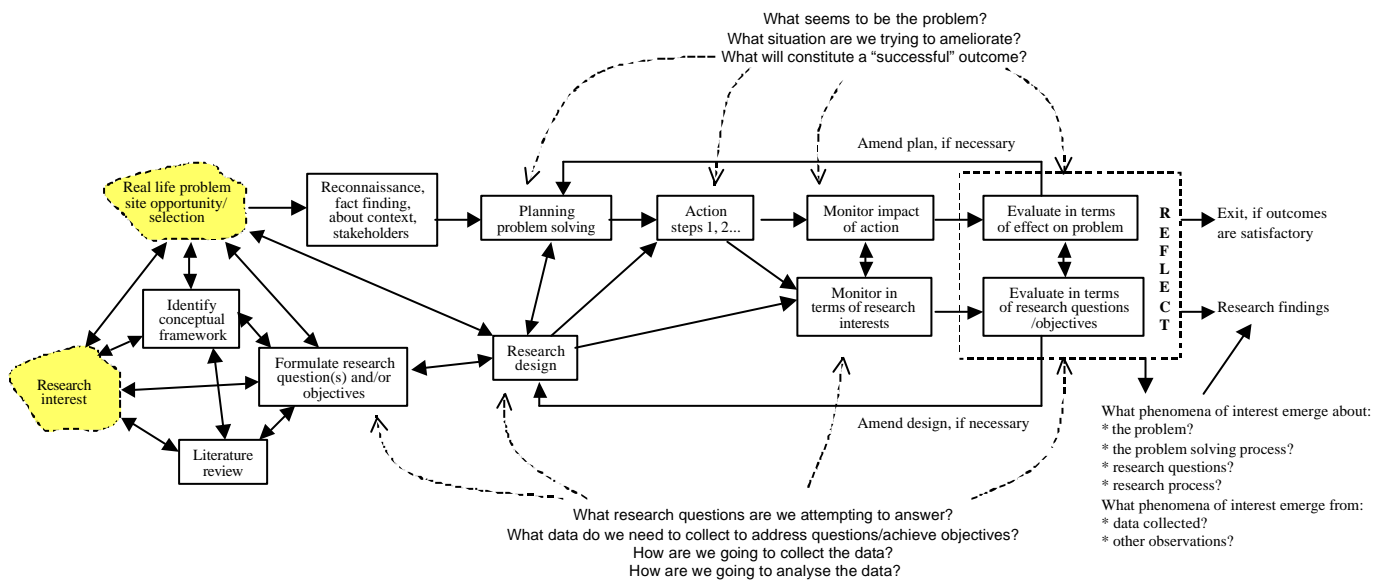 What seems to be the problem?
What situation are we trying to ameliorate?
What will constitute a “successful” outcome?
Amend plan, if necessary
Real life problem
site opportunity/
selection
Reconnaissance,
fact finding,
about context,
stakeholders
Planning
problem solving
Action
steps 1, 2...
Monitor impact
of action
Evaluate in terms
of effect on problem
R
E
F
L
E
C
T
Exit, if outcomes
are satisfactory
Identify
conceptual
framework
Monitor in
terms of research
interests
Evaluate in terms
of research questions
/objectives
Research findings
Research
interest
Formulate research
question(s) and/or
objectives
Research
design
Literature
review
Amend design, if necessary
What phenomena of interest emerge about:
* the problem?
* the problem solving process?
* research questions?
* research process?
What phenomena of interest emerge from:
* data collected?
* other observations?
What research questions are we attempting to answer?
What data do we need to collect to address questions/achieve objectives?
How are we going to collect the data?
How are we going to analyse the data?